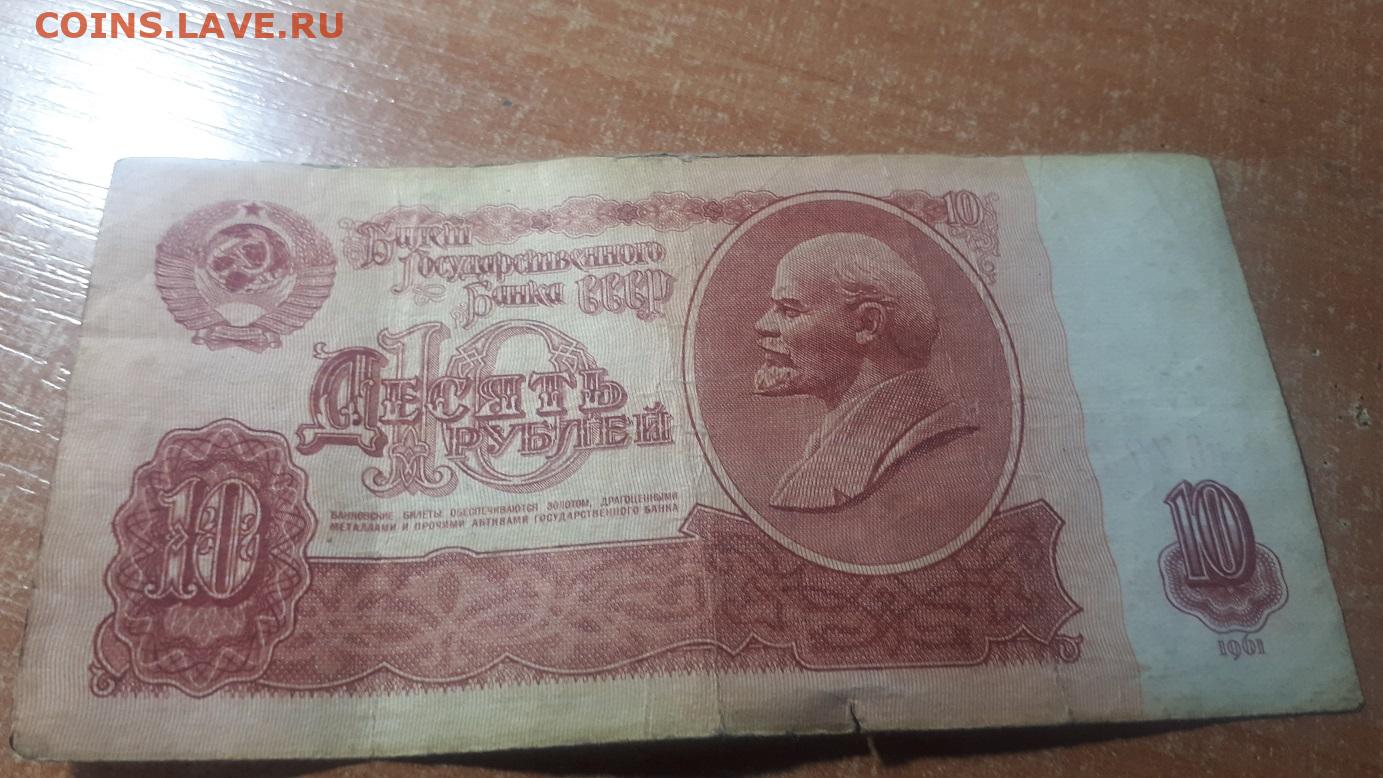 COINS.LAVE.RU
10
Билет
Государственного
Банка СССР
10
Десять
рублей
БАНКОВСКИЕ БИЛЕТЫ ОБЕСПЕЧИВАЮТСЯ ЗОЛОТОМ, ДРАГОЦЕННЫМИ
МЕТАЛЛАМИ И ПРОЧИМИ АКТИВАМИ ГОСУДАРСТВЕННОГО БАНКА
10
10
1961